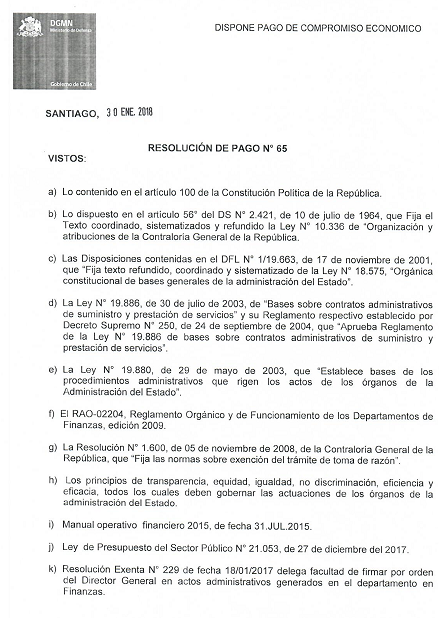 DGMN
Ministerio de Defensa
Gobierno de Chile
DISPONE PAGO DE COMPROMISO ECONOMICO
SANTIAGO, 30 ENE. 2018
RESOLUCIÓN DE PAGO N° 65
VISTOS:
a) Lo contenido en el articulo 100 de la Constitución Política de la República.
b) Lo dispuesto en el articulo 56° del DS N° 2.421, de 10 de julio de 1964, que Fija el
Texto coordinado, sistematizados y refundido la Ley N° 10.336 de “Organización y
atribuciones de la Contraloría General de la República.
c) Las Disposiciones contenidas en el DFL N° 1/19.663, de 17 de noviembre de 2001,
que “Fija texto refundido, coordinado y sistematizado de la Ley N° 18.575, “Orgánica
constitucional de bases generales de la administración del Estado”.
d) La Ley N° 19.886, de 30 de julio de 2003, de “Bases sobre contratos administrativos
de suministro y prestación de servicios” y su Reglamento respectivo establecido por
Decreto Supremo N° 250, de 24 de septiembre de 2004, que “Aprueba Reglamento
de la Ley N° 19.886 de bases sobre contratos administrativos de suministro y
prestación de servicios”.
e) La Ley N° 19.880, de 29 de mayo de 2003, que “Establece bases de los
procedimientos administrativos que rigen los actos de los órganos de la
Administración del Estado”.
f) El RAO-02204, Reglamento Orgánico y de Funcionamiento de los Departamentos de
Finanzas, edición 2009.
g) La Resolución N° 1.600, de 05 de noviembre de 2008, de la Contraloría General de la
República, que “Fija las normas sobre exención del trámite de toma de razón”.
h) Los principios de transparencia, equidad, igualdad, no discriminación, eficiencia y
eficacia, todos los cuales deben gobernar las actuaciones de los órganos de la
administración del Estado.
i) Manual operativo financiero 2015, de fecha 31.JUL.2015.
j) Ley de Presupuesto del Sector Público N° 21.053, de 27 de diciembre del 2017.
k) Resolución Exenta N° 229 de fecha 18/01/2017 delega facultad de firmar por orden
del Director General en actos administrativos generados en el departamento en
Finanzas.